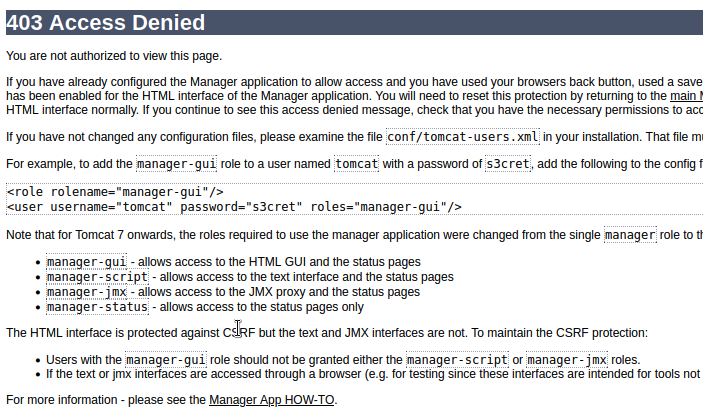 403 Access Denied
You are not authorized to view this page.
If you have already configured the Manager application to allow access and you have used your browsers back button, used a save
has been enabled for the HTML interface of the Manager application. You will need to reset this protection by returning to the main M
HTML interface normally. If you continue to see this access denied message, check that you have the necessary permissions to acc
If you have not changed any configuration files, please examine the file conf/tomcat-users.xml in your installation. That file mu
For example, to add the manager-gui role to a user named tomcat with a password of s3cret, add the following to the config f
<role rolename="manager-gui"/>
<user username="tomcat" password="s3cret" roles="manager-gui"/>
Note that for Tomcat 7 onwards, the roles required to use the manager application were changed from the single manager role to th
• manager-gui - allows access to the HTML GUI and the status pages
• manager-script - allows access to the text interface and the status pages
• manager-jmx - allows access to the JMX proxy and the status pages
• manager-status - allows access to the status pages only
The HTML interface is protected against CSRF but the text and JMX interfaces are not. To maintain the CSRF protection:
• Users with the manager-gui role should not be granted either the manager-script or manager-jmx roles.
• If the text or jmx interfaces are accessed through a browser (e.g. for testing since these interfaces are intended for tools not
For more information - please see the Manager App HOW-TO.